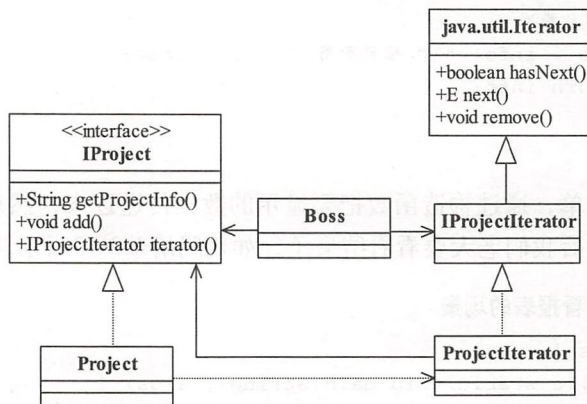 java.util.Iterator
+boolean hasNext()
+E next()
+void remove()
<<interface>>
IProject
+String getProjectInfo()
+void add()
+IProjectIterator iterator()
Boss
IProjectIterator
Project
ProjectIterator